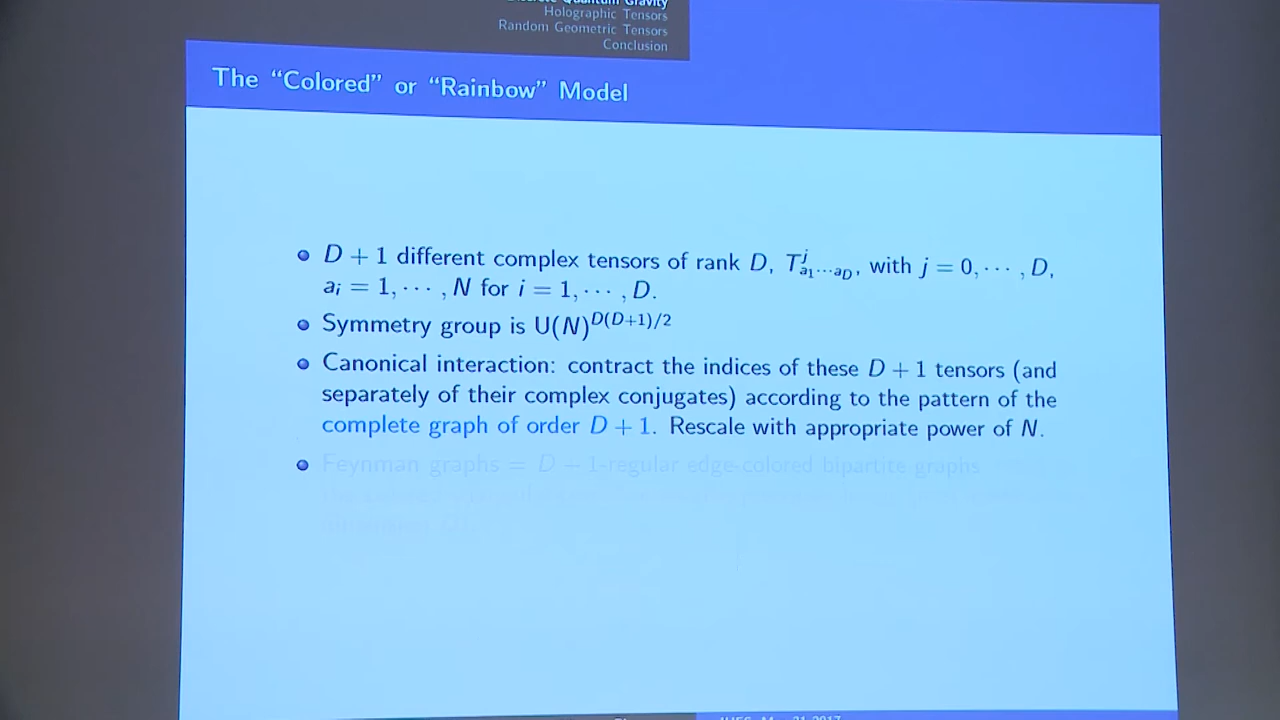 Discrete Quantum Gravity
Holographic Tensors
Random Geometric Tensors
Conclusion
The “Colored” or “Rainbow” Model
D + 1 different complex tensors of rank D, T^j_{a_1⋯a_D}, with j = 0, ⋯ , D,
a_i = 1, ⋯ , N for i = 1, ⋯ , D.
Symmetry group is U(N)^{D(D+1)/2}
Canonical interaction: contract the indices of these D + 1 tensors (and
separately of their complex conjugates) according to the pattern of the
complete graph of order D + 1. Rescale with appropriate power of N.
Feynman graphs = D − 1-regular edge-colored bipartite graphs